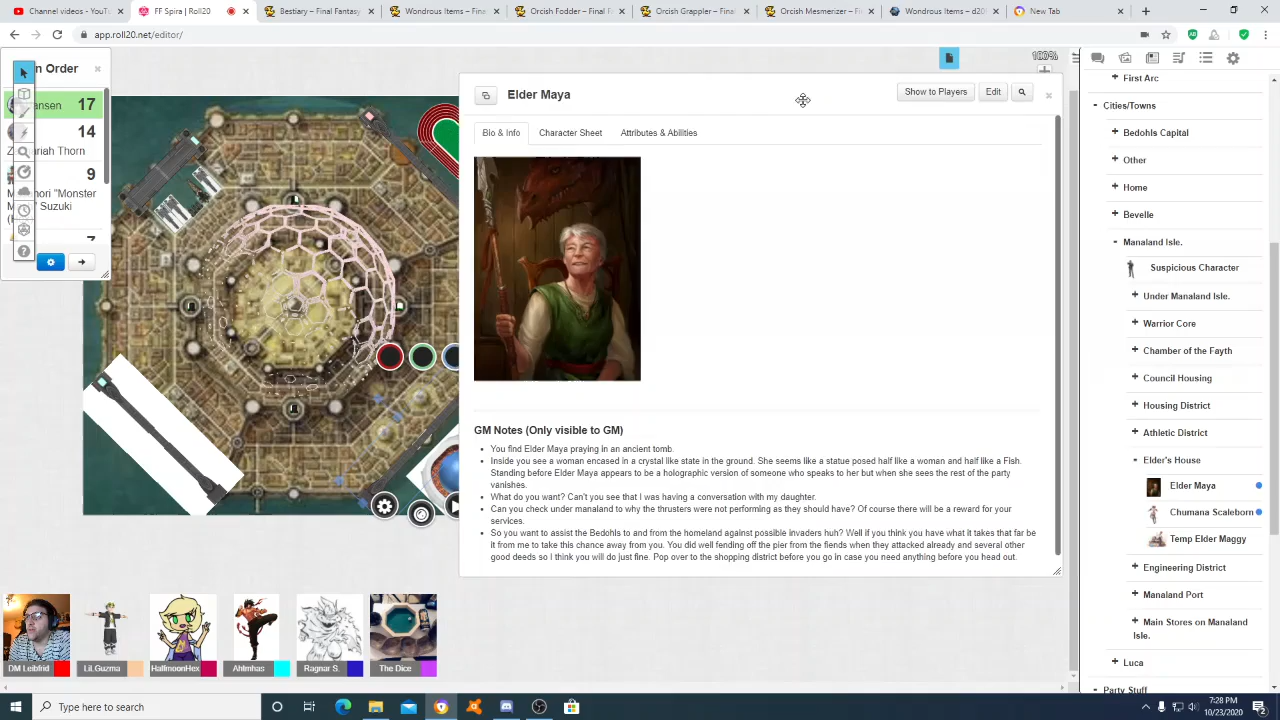 Channel videos - YouTube
FF Spira | Roll20
Bestiary – Final Fantas
Wondrous Items – Fina
Orcish Fodder – Final F
Orcish Grappler – Final
Orcish Mesmerizer – Fi
Wondrous Items – d20
New Tab
app.roll20.net/editor/
n Order
ansen 17
14
ariah Thorn
9
hori "Monster
Suzuki
100%
Elder Maya
Show to Players
Edit
Bio & Info
Character Sheet
Attributes & Abilities
GM Notes (Only visible to GM)
You find Elder Maya praying in an ancient tomb.
Inside you see a woman encased in a crystal like state in the ground. She seems like a statue posed half like a woman and half like a Fish.
Standing before Elder Maya appears to be a holographic version of someone who speaks to her but when she sees the rest of the party
vanishes.
What do you want? Can't you see that I was having a conversation with my daughter.
Can you check under manaland to why the thrusters were not performing as they should have? Of course there will be a reward for your
services.
So you want to assist the Bedohls to and from the homeland against possible invaders huh? Well if you think you have what it takes that far be
it from me to take this chance away from you. You did well fending off the pier from the fiends when they attacked already and several other
good deeds so I think you will do just fine. Pop over to the shopping district before you go in case you need anything before you head out.
First Arc
Cities/Towns
Bedohls Capital
Other
Home
Bevelle
Manaland Isle.
Suspicious Character
Under Manaland Isle.
Warrior Core
Chamber of the Fayth
Council Housing
Housing District
Athletic District
Elder's House
Elder Maya
Chumana Scaleborn
Temp Elder Maggy
Engineering District
Manaland Port
Main Stores on Manaland
Isle.
Luca
Party Stuff
DM Leibfrid
LiL Guzma
HalfmoonHex
Ahlmhas
Ragnar S.
The Dice
Type here to search
7:28 PM
10/23/2020
2